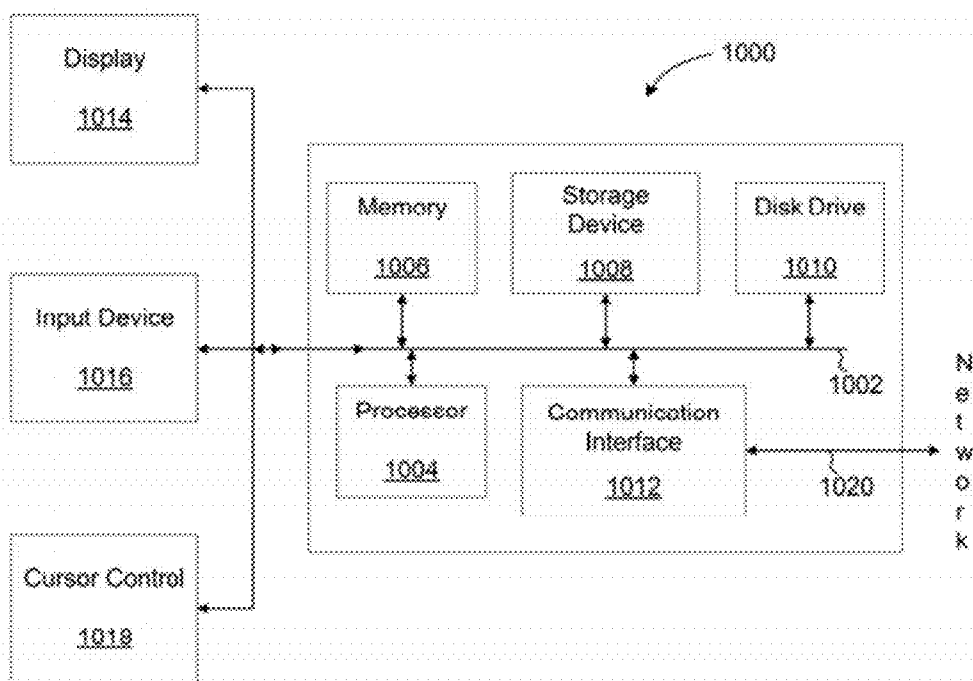 Display
1014
1000
Memory
1006
Storage
Device
1008
Disk Drive
1010
Input Device
1016
1002
Processor
1004
Communication
Interface
1012
1020
Network
Cursor Control
1018